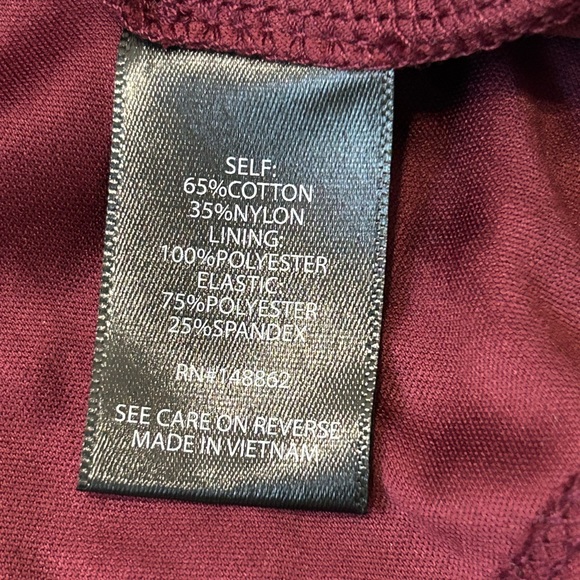 SELF:
65%COTTON
35%NYLON
LINING:
100%POLYESTER
ELASTIC:
75%POLYESTER
25%SPANDEX
RN#148862
SEE CARE ON REVERSE
MADE IN VIETNAM